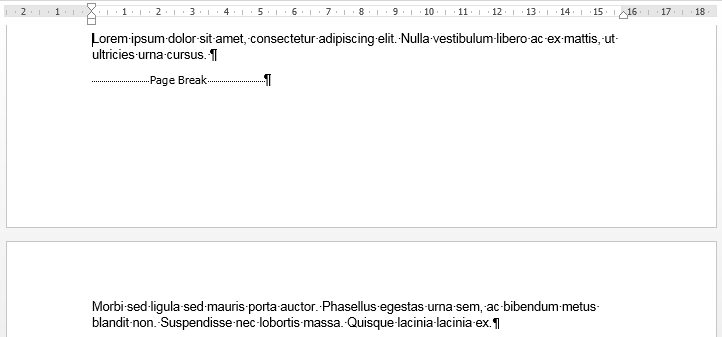 2 1 1 2 3 4 5 6 7 8 9 10 11 12 13 14 15 16 17 18
Lorem·ipsum·dolor·sit·amet,·consectetur·adipiscing·elit.·Nulla·vestibulum·libero·ac·ex·mattis,·ut·
ultricies·urna·cursus.·¶
Page Break¶
Morbi·sed·ligula·sed·mauris·porta·auctor.·Phasellus·egestas·urna·sem,·ac·bibendum·metus·
blandit·non.·Suspendisse·nec·lobortis·massa.·Quisque·lacinia·lacinia·ex.¶